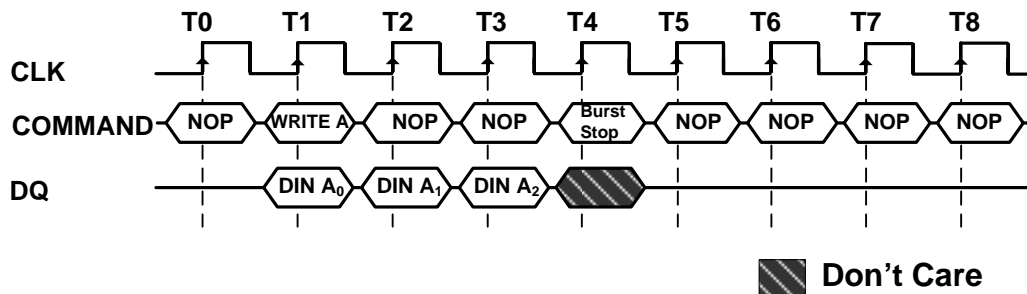 T0 T1 T2 T3 T4 T5 T6 T7 T8
CLK
COMMAND NOP WRITE A NOP NOP Burst Stop NOP NOP NOP NOP
DQ DIN A₀ DIN A₁ DIN A₂
Don't Care